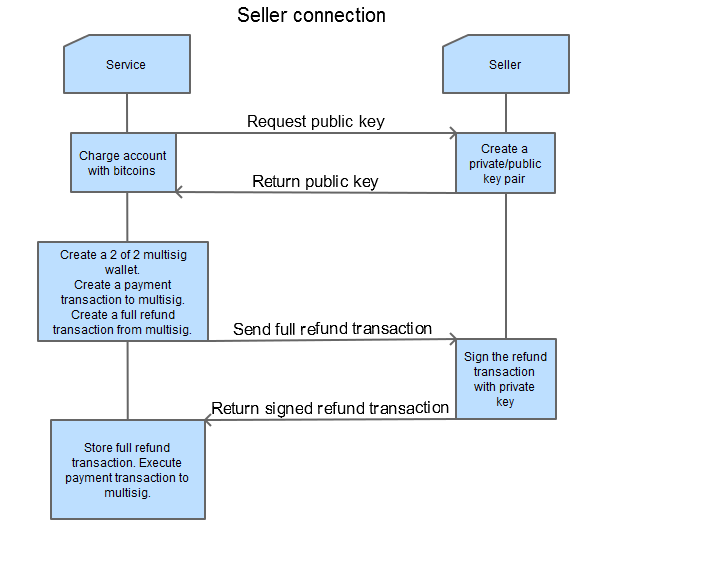 Seller connection
Service
Seller
Request public key
Charge account
with bitcoins
Create a
private/public
key pair
Return public key
Create a 2 of 2 multisig
wallet.
Create a payment
transaction to multisig.
Create a full refund
transaction from multisig.
Send full refund transaction
Sign the refund
transaction
with private
key
Return signed refund transaction
Store full refund
transaction. Execute
payment transaction to
multisig.